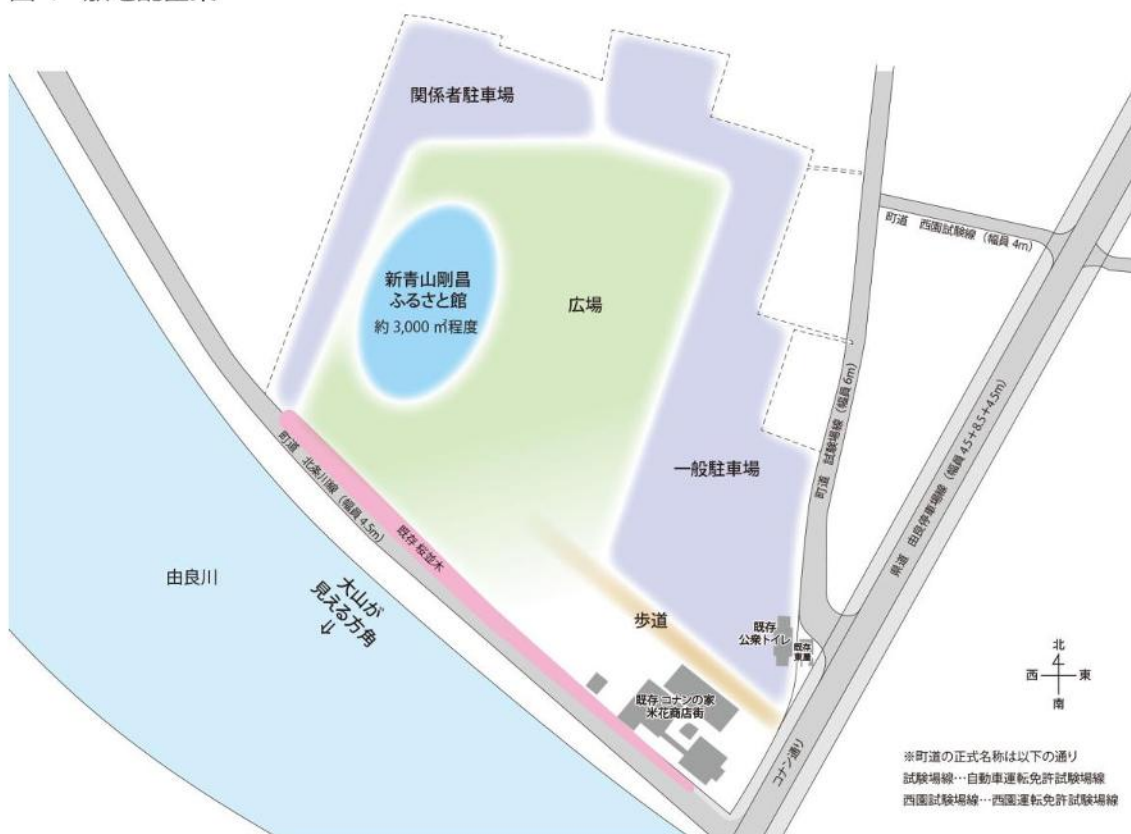 関係者駐車場
町道 西園試験線（幅員 4m）
新青山剛昌
ふるさと館
約 3,000 ㎡程度
広場
町道 試験場線（幅員 6m）
県道 由良停車場線（幅員 4.5＋8.5＋4.5m）
一般駐車場
町道 北条川線（幅員 4.5m）
既存 桜並木
由良川
大山が
見える方角
⇓
歩道
既存
公衆トイレ
既存
東屋
既存 コナンの家
米花商店街
コナン通り
北
西 東
南
※町道の正式名称は以下の通り
試験場線…自動車運転免許試験場線
西園試験場線…西園運転免許試験場線